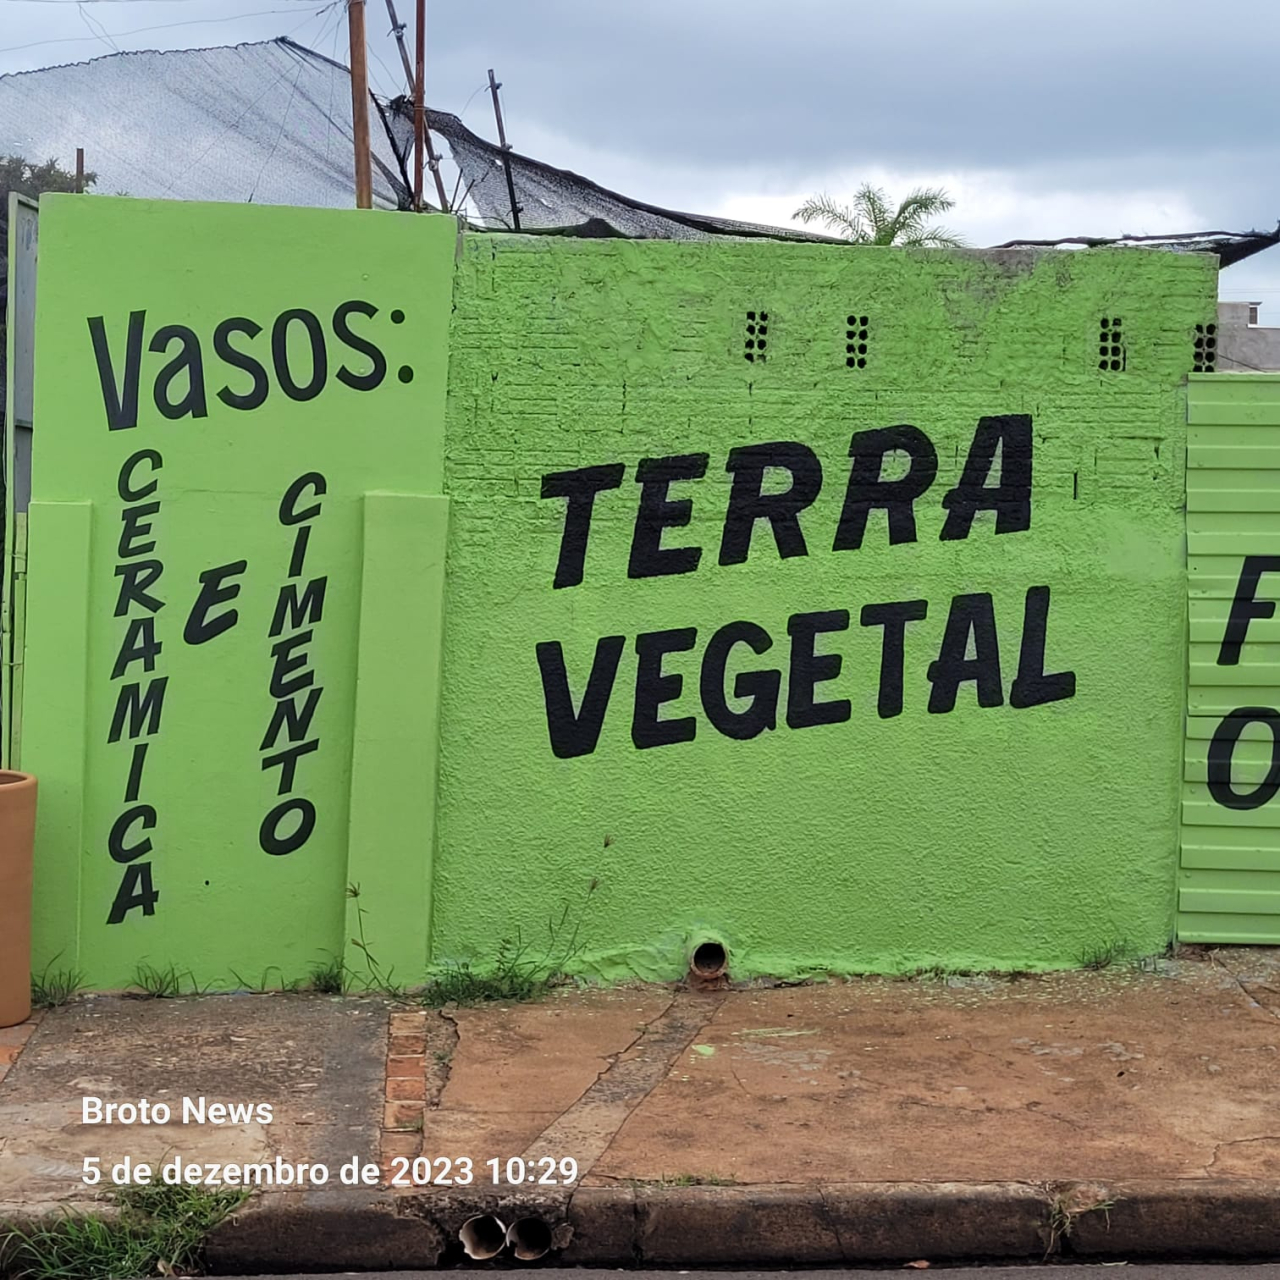 Vasos:
CERAMICA
E
CIMENTO
TERRA
VEGETAL
F
O
Broto News
5 de dezembro de 2023 10:29